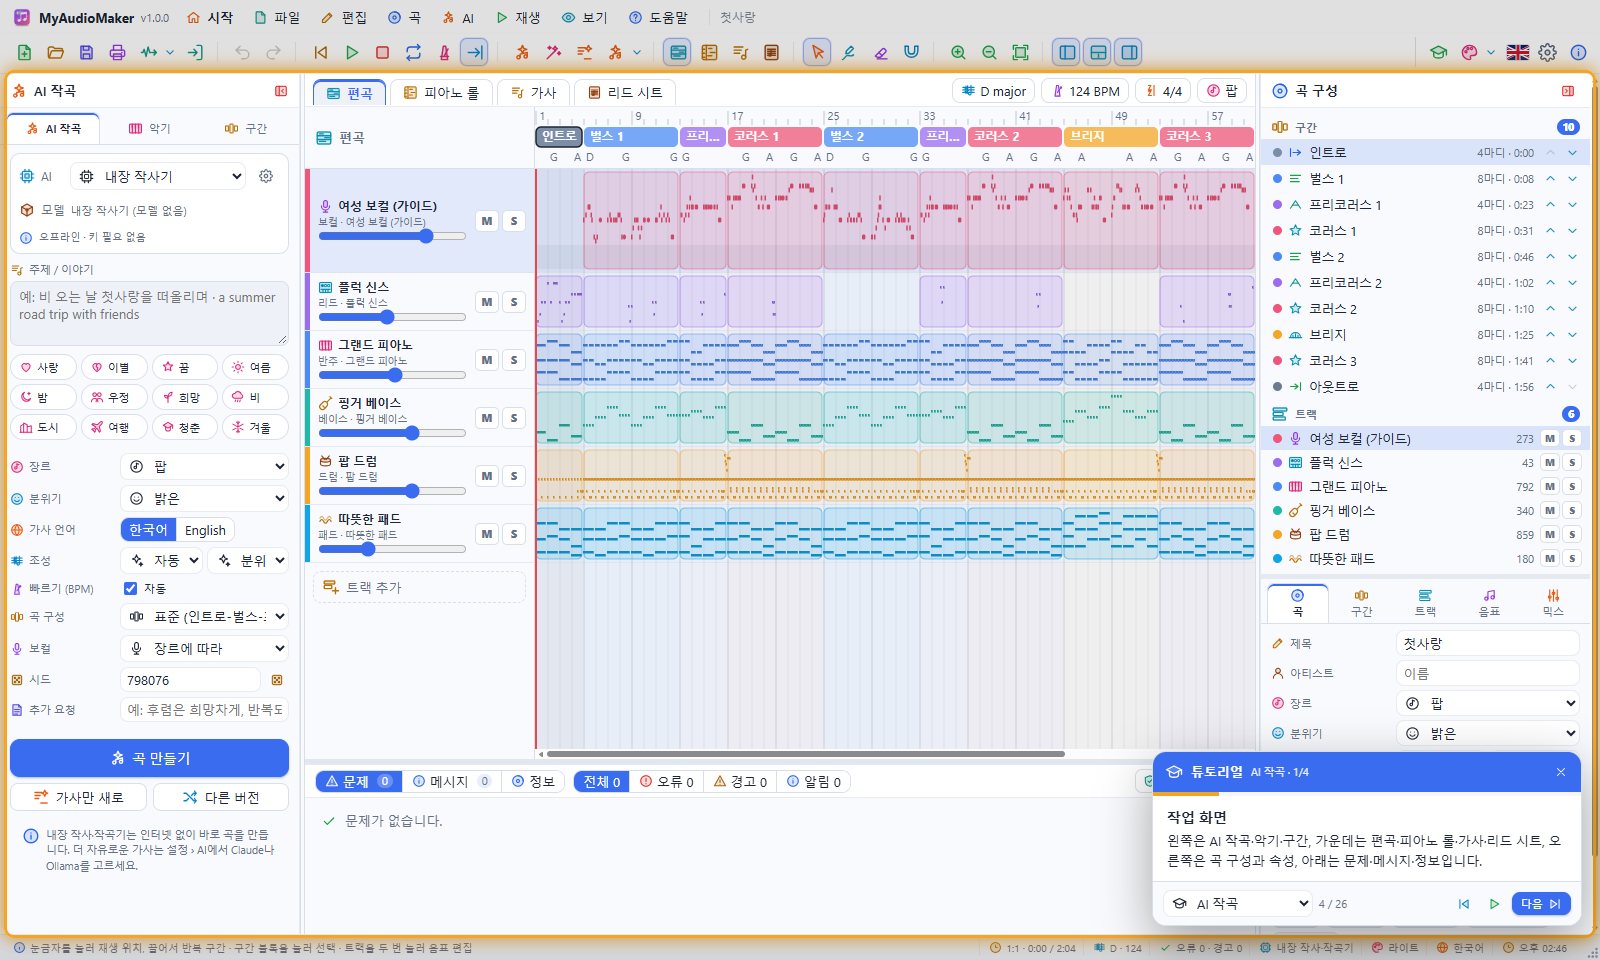 MyAudioMaker v1.0.0 시작 파일 편집 곡 AI 재생 보기 도움말 첫사랑
AI 작곡
AI 작곡 악기 구간
AI 내장 작사기
모델 내장 작사기 (모델 없음)
오프라인 · 키 필요 없음
주제 / 이야기
예: 비 오는 날 첫사랑을 떠올리며 · a summer
road trip with friends
사랑 이별 꿈 여름
밤 우정 희망 비
도시 여행 청춘 겨울
장르 팝
분위기 밝은
가사 언어 한국어 English
조성 자동 분위
빠르기 (BPM) 자동
곡 구성 표준 (인트로-벌스-
보컬 장르에 따라
시드 798076
추가 요청 예: 후렴은 희망차게, 반복도
곡 만들기
가사만 새로 다른 버전
내장 작사·작곡기는 인터넷 없이 바로 곡을 만듭
니다. 더 자유로운 가사는 설정 › AI에서 Claude나
Ollama를 고르세요.
편곡 피아노 롤 가사 리드 시트 D major 124 BPM 4/4 팝
편곡
1 9 17 25 33 41 49 57
인트로 벌스 1 프리... 코러스 1 벌스 2 프리... 코러스 2 브리지 코러스 3
G A D G G G G A G A D G G G G A G A A A A G A G A
여성 보컬 (가이드) M S
보컬 · 여성 보컬 (가이드)
플럭 신스 M S
리드 · 플럭 신스
그랜드 피아노 M S
반주 · 그랜드 피아노
핑거 베이스 M S
베이스 · 핑거 베이스
팝 드럼 M S
드럼 · 팝 드럼
따뜻한 패드 M S
패드 · 따뜻한 패드
트랙 추가
문제 0 메시지 0 정보 전체 0 오류 0 경고 0 알림 0
문제가 없습니다.
곡 구성
구간 10
인트로 4마디 · 0:00
벌스 1 8마디 · 0:08
프리코러스 1 4마디 · 0:23
코러스 1 8마디 · 0:31
벌스 2 8마디 · 0:46
프리코러스 2 4마디 · 1:02
코러스 2 8마디 · 1:10
브리지 8마디 · 1:25
코러스 3 8마디 · 1:41
아웃트로 4마디 · 1:56
트랙 6
여성 보컬 (가이드) 273 M S
플럭 신스 43 M S
그랜드 피아노 792 M S
핑거 베이스 340 M S
팝 드럼 859 M S
따뜻한 패드 180 M S
곡 구간 트랙 음표 믹스
제목 첫사랑
아티스트 이름
장르 팝
분위기 밝은
튜토리얼 AI 작곡 · 1/4
작업 화면
왼쪽은 AI 작곡·악기·구간, 가운데는 편곡·피아노 롤·가사·리드 시트, 오
른쪽은 곡 구성과 속성, 아래는 문제·메시지·정보입니다.
AI 작곡 4 / 26 다음
눈금자를 눌러 재생 위치, 끌어서 반복 구간 · 구간 블록을 눌러 선택 · 트랙을 두 번 눌러 음표 편집
1:1 · 0:00 / 2:04 D · 124 오류 0 · 경고 0 내장 작사·작곡기 라이트 한국어 오후 02:46